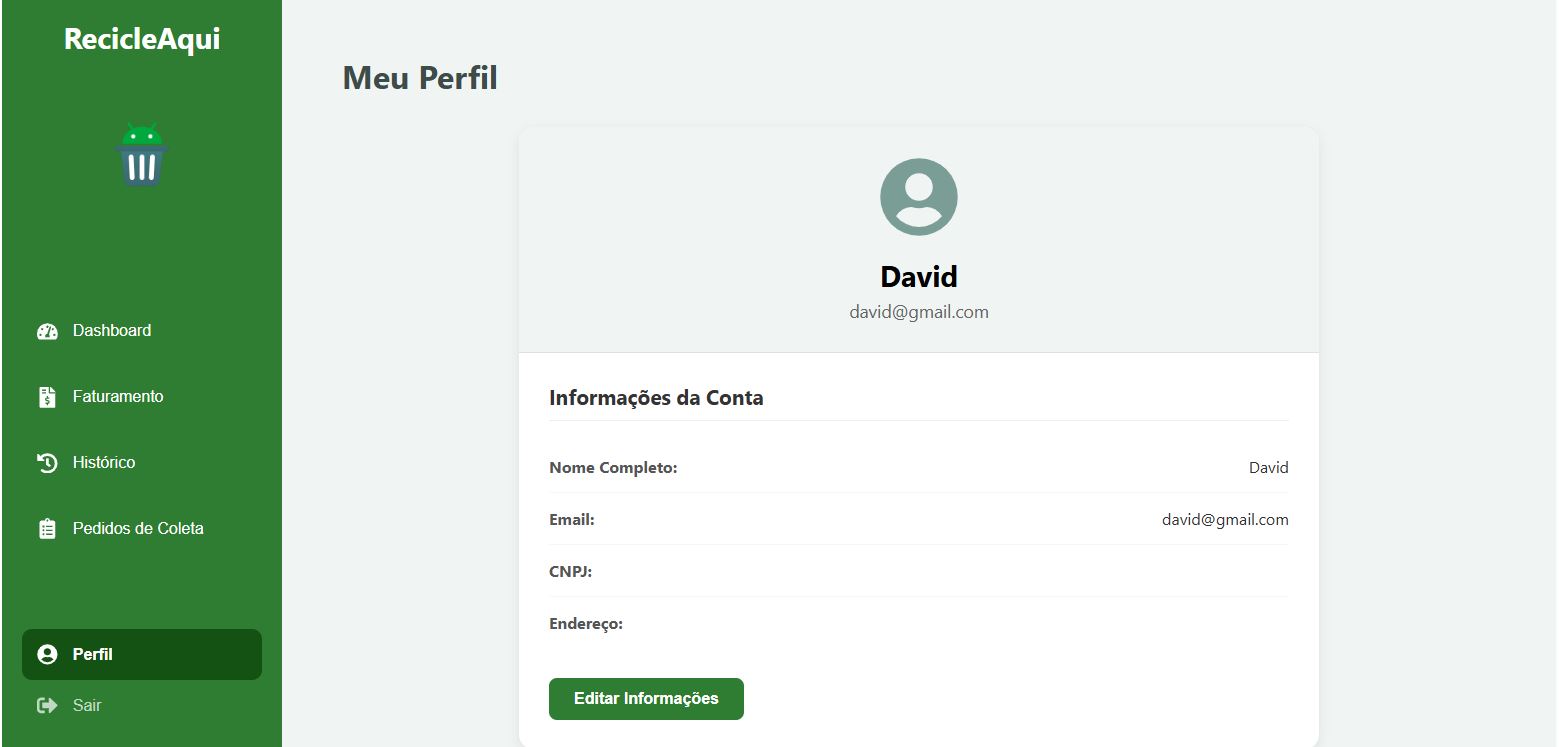 RecicleAqui
Dashboard
Faturamento
Histórico
Pedidos de Coleta
Perfil
Sair
Meu Perfil
David
david@gmail.com
Informações da Conta
Nome Completo: David
Email: david@gmail.com
CNPJ:
Endereço:
Editar Informações